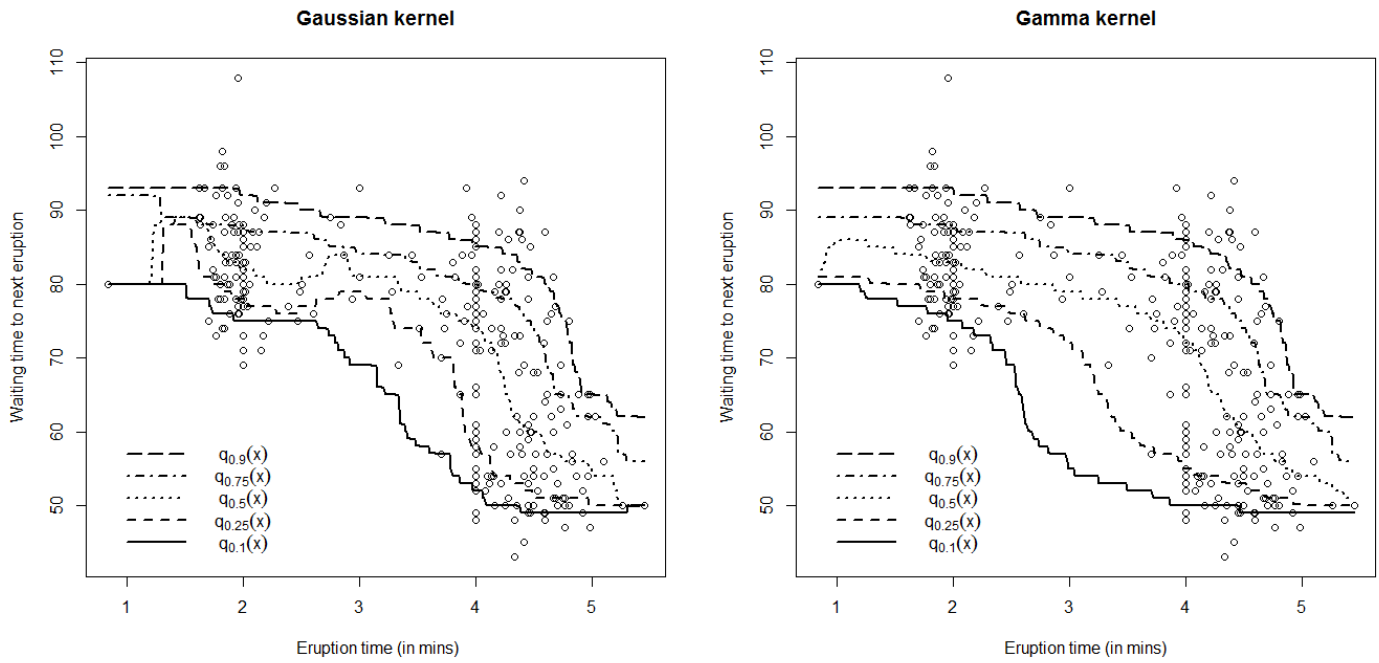 Gaussian kernel
Waiting time to next eruption
110
100
90
80
70
60
50
q0.9(x)
q0.75(x)
q0.5(x)
q0.25(x)
q0.1(x)
1 2 3 4 5
Eruption time (in mins)
Gamma kernel
Waiting time to next eruption
110
100
90
80
70
60
50
q0.9(x)
q0.75(x)
q0.5(x)
q0.25(x)
q0.1(x)
1 2 3 4 5
Eruption time (in mins)